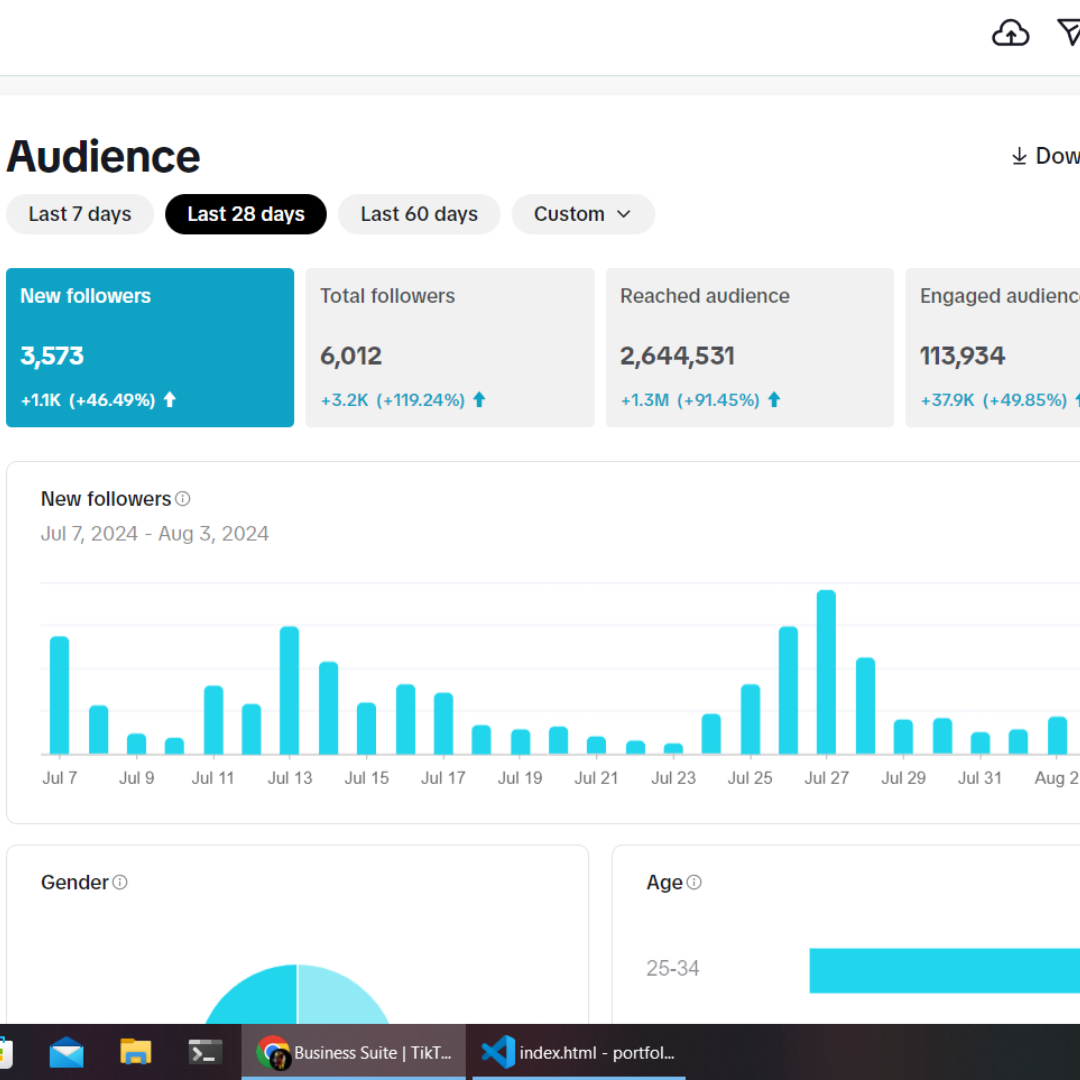 Audience
Dow
Last 7 days
Last 28 days
Last 60 days
Custom
New followers
3,573
+1.1K (+46.49%)
Total followers
6,012
+3.2K (+119.24%)
Reached audience
2,644,531
+1.3M (+91.45%)
Engaged audienc
113,934
+37.9K (+49.85%)
New followers
Jul 7, 2024 - Aug 3, 2024
Jul 7
Jul 9
Jul 11
Jul 13
Jul 15
Jul 17
Jul 19
Jul 21
Jul 23
Jul 25
Jul 27
Jul 29
Jul 31
Aug 2
Gender
Age
25-34
Business Suite | TikT...
index.html - portfol...